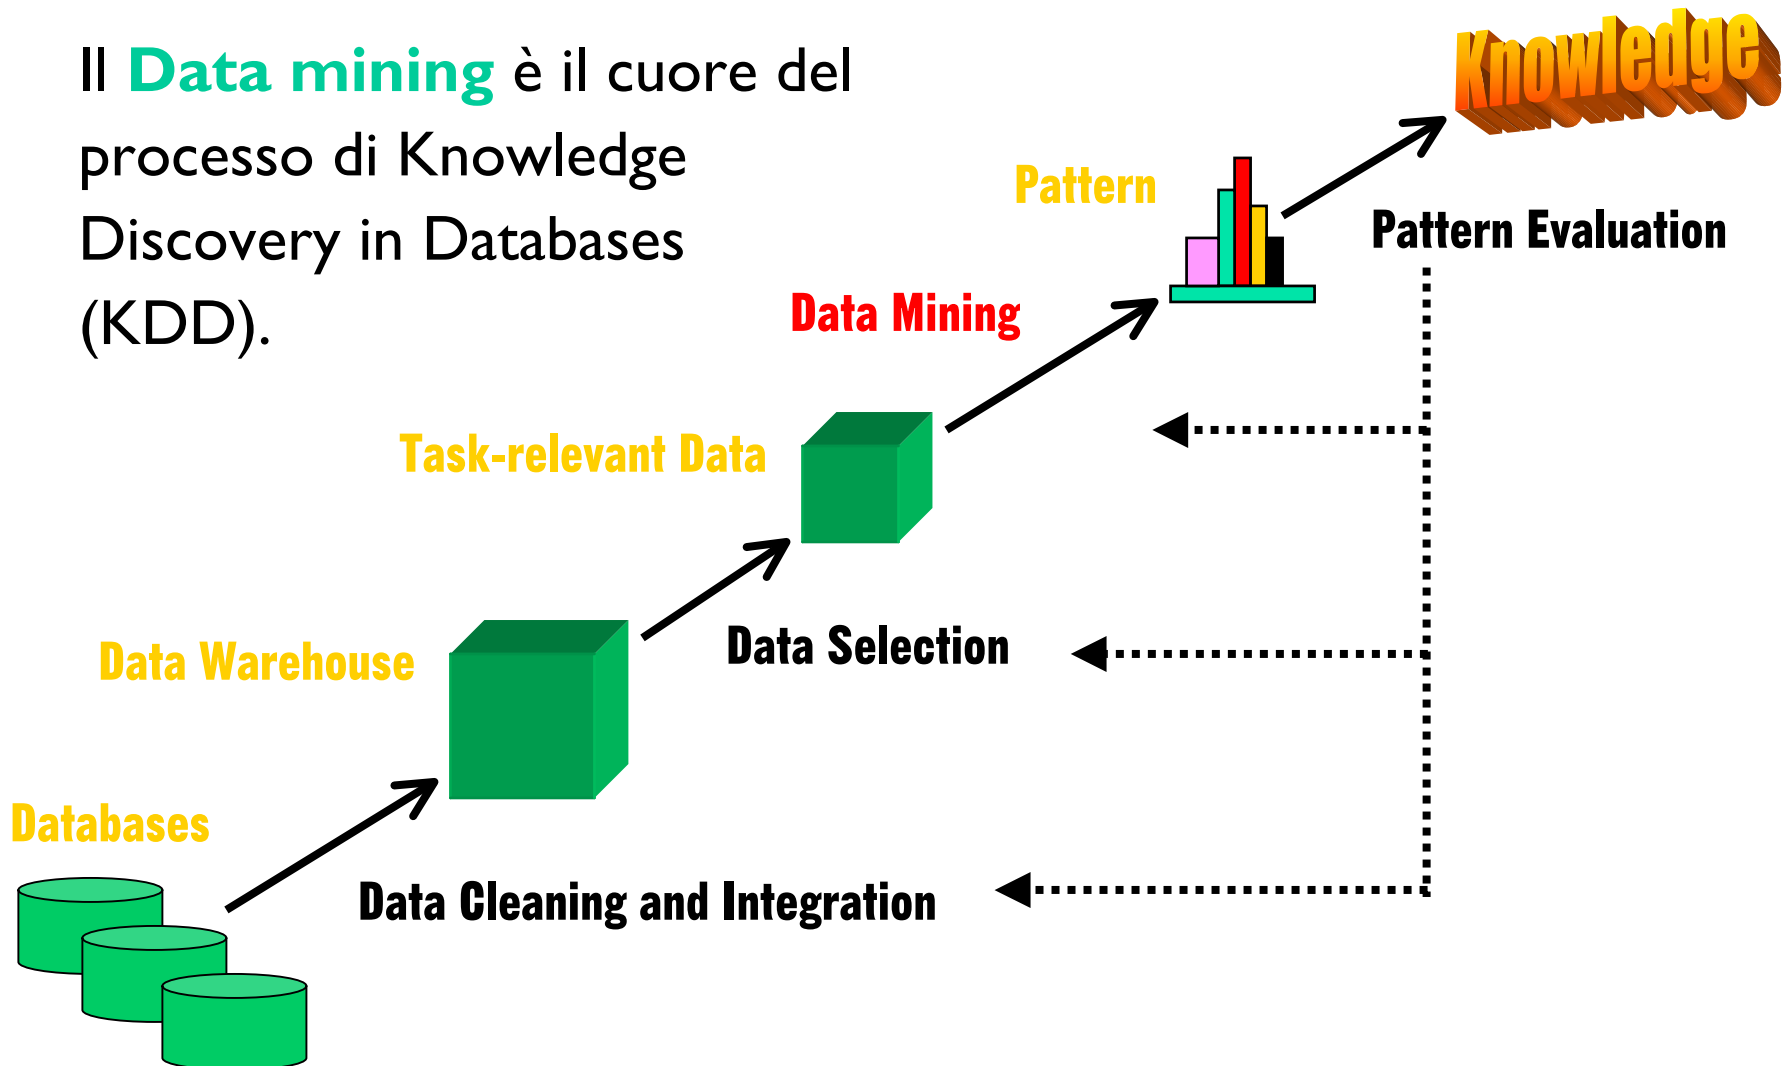 Il Data mining è il cuore del
processo di Knowledge
Discovery in Databases
(KDD).
Knowledge
Pattern
Pattern Evaluation
Data Mining
Task-relevant Data
Data Selection
Data Warehouse
Databases
Data Cleaning and Integration